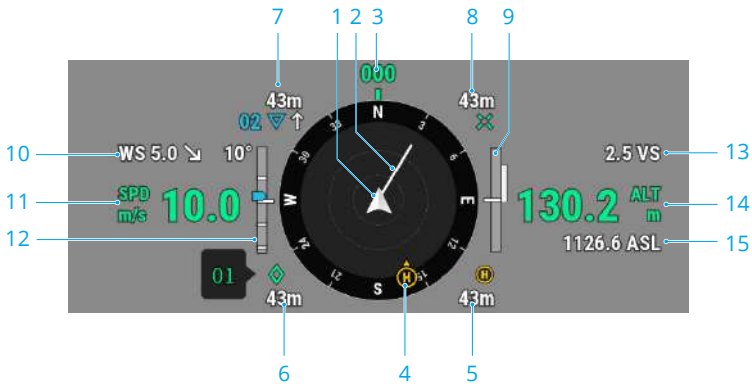 7 1 2 3 8 9
000
43m 43m
02
N
33 3
10 WS 5.0 10° 30 6 2.5 VS 13
11 SPD m/s 10.0 W E 130.2 ALT m 14
12 24 12 1126.6 ASL 15
01 21 S H 15 H
43m 43m
6 4 5